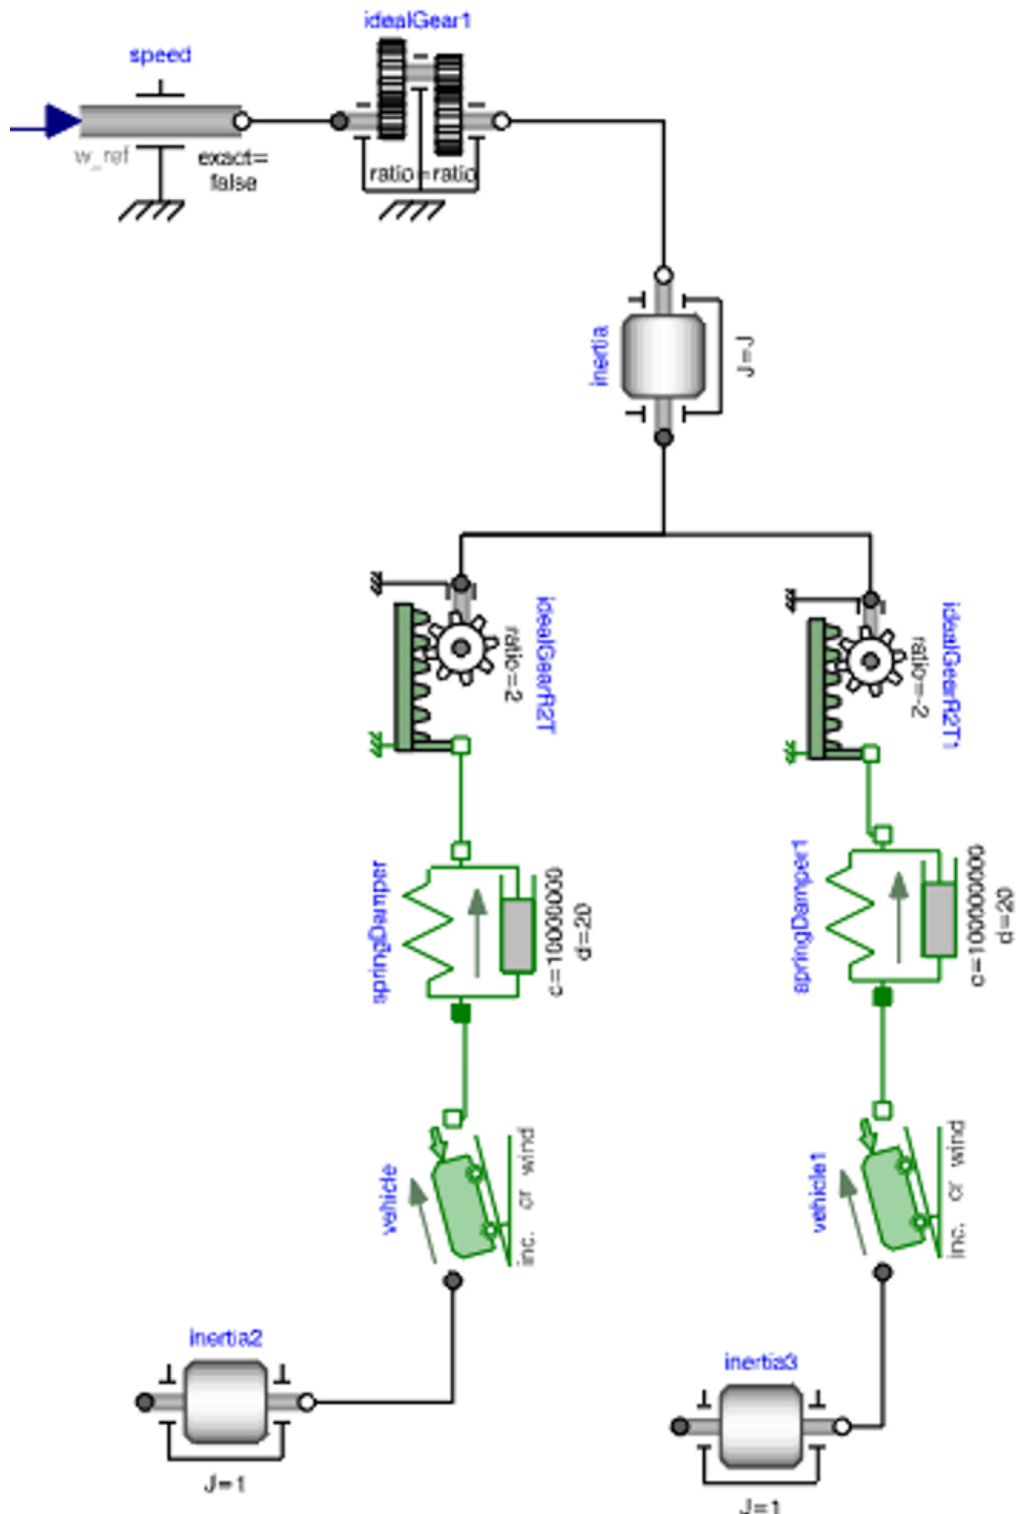 idealGear1
speed
w_ref
exact=
false
ratio=ratio
inertia
J=J
idealGearR2T
ratio=2
idealGearR2T1
ratio=-2
springDamper
c=10000000
d=20
springDamper1
d=20
vehicle
inc. or wind
vehicle1
inc. or wind
inertia2
J=1
inertia3
J=1